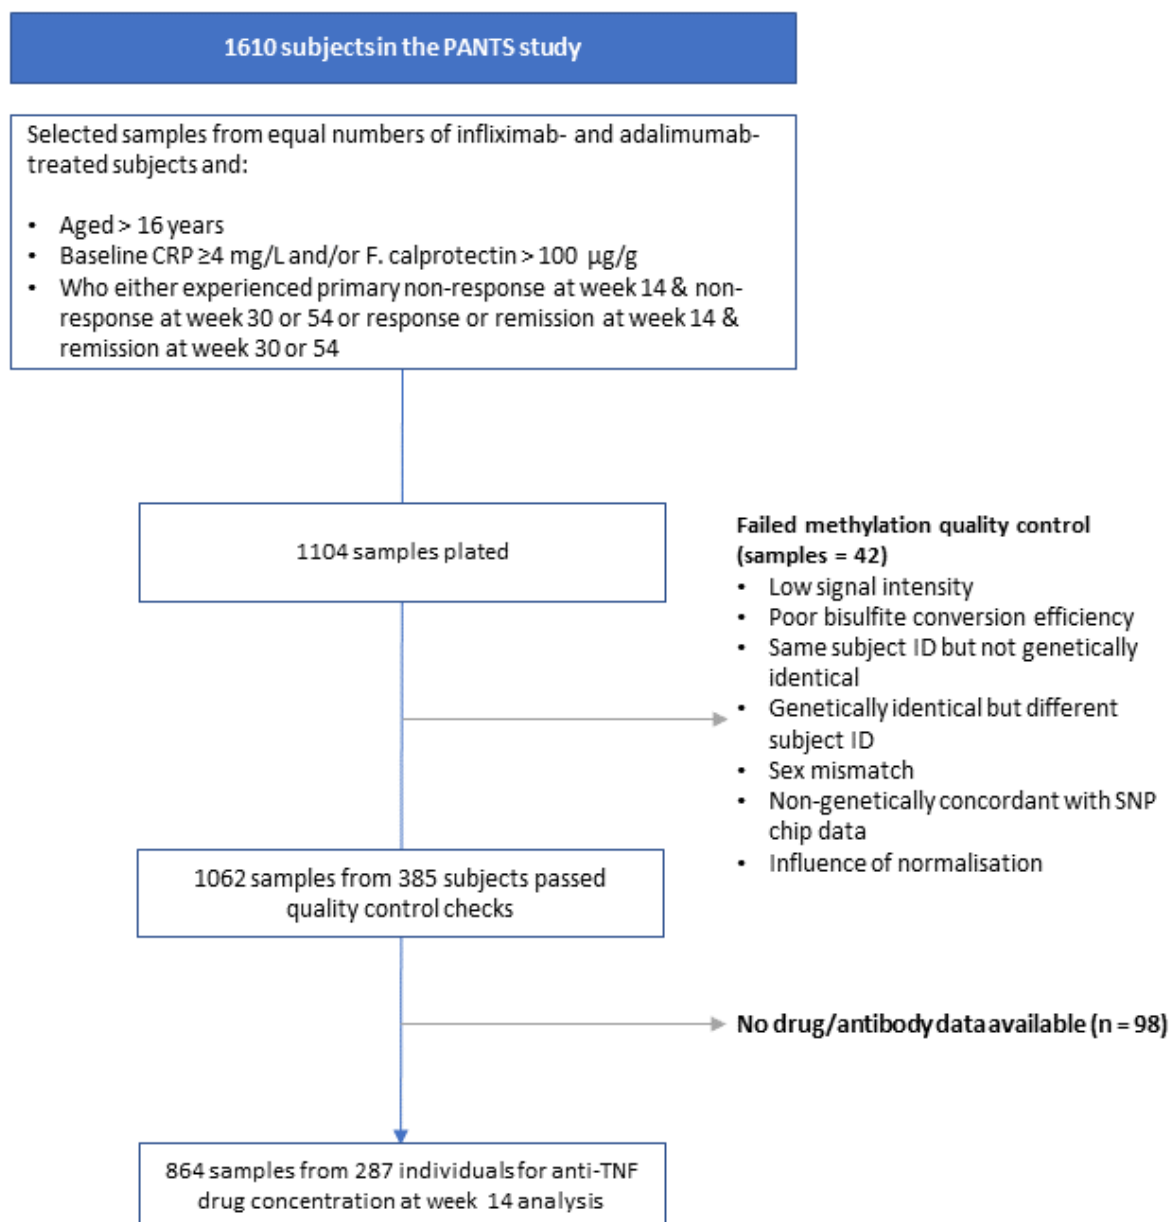 1610 subjects in the PANTS study
Selected samples from equal numbers of infliximab- and adalimumab-
treated subjects and:
• Aged > 16 years
• Baseline CRP ≥4 mg/L and/or F. calprotectin > 100 µg/g
• Who either experienced primary non-response at week 14 & non-
response at week 30 or 54 or response or remission at week 14 &
remission at week 30 or 54
1104 samples plated
Failed methylation quality control
(samples = 42)
• Low signal intensity
• Poor bisulfite conversion efficiency
• Same subject ID but not genetically
identical
• Genetically identical but different
subject ID
• Sex mismatch
• Non-genetically concordant with SNP
chip data
• Influence of normalisation
1062 samples from 385 subjects passed
quality control checks
No drug/antibody data available (n = 98)
864 samples from 287 individuals for anti-TNF
drug concentration at week 14 analysis